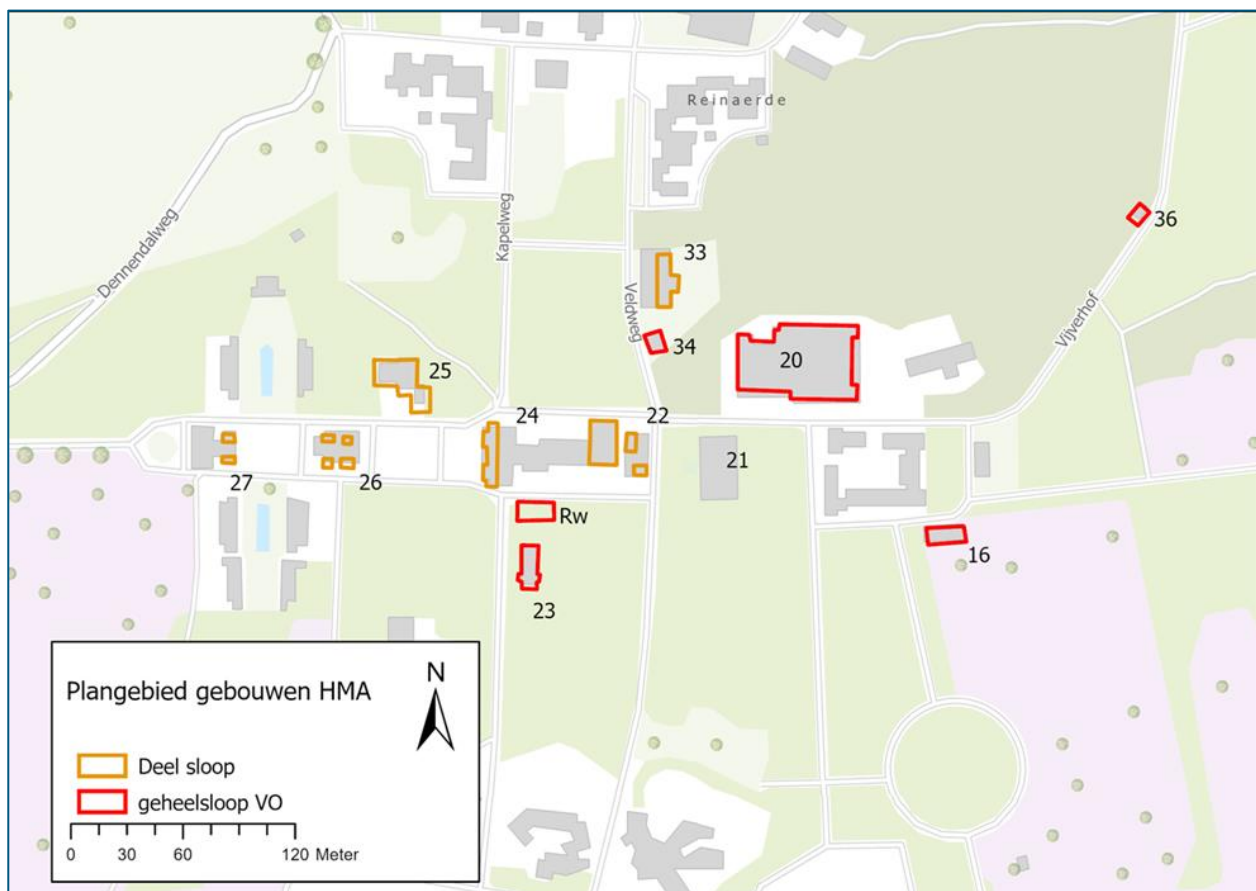 Reinaerde
Dennendalweg
Kapelweg
Veldweg
Vijverhof
36
33
34
20
25
24
22
21
27
26
Rw
16
23
Plangebied gebouwen HMA
N
Deel sloop
geheelsloop VO
0 30 60 120 Meter